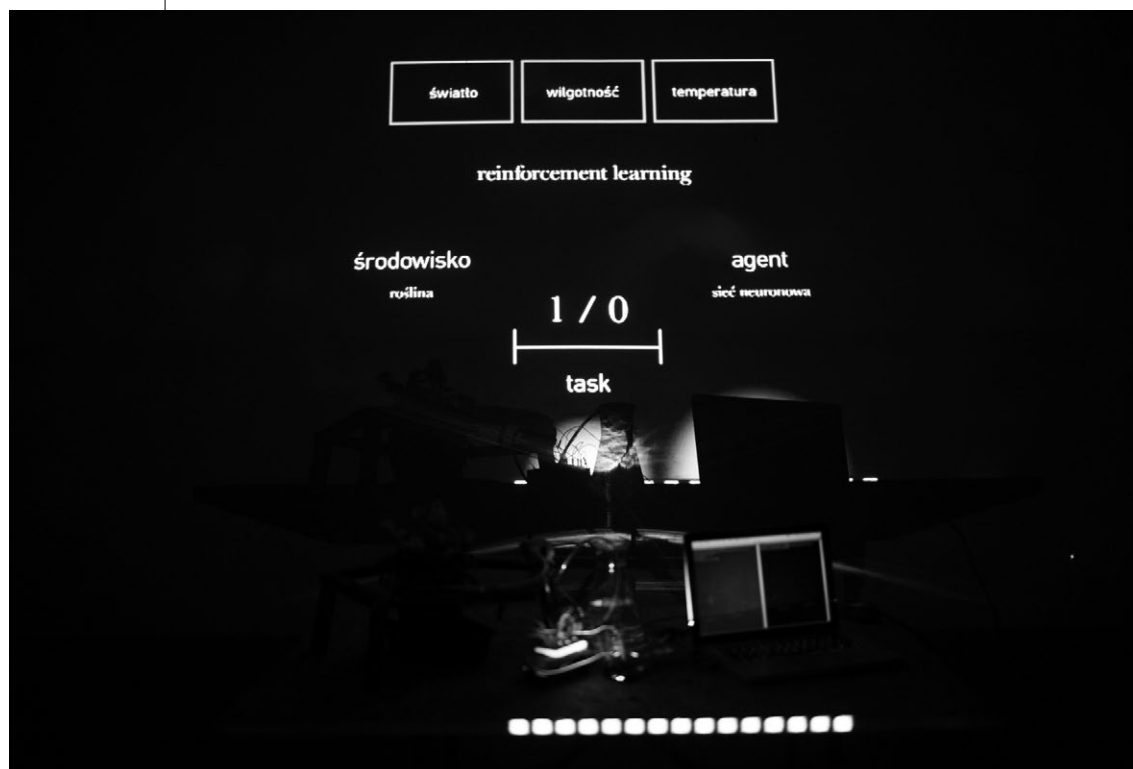 światło wilgotność temperatura
reinforcement learning
środowisko agent
roślina sieć neuronowa
1 / 0
task